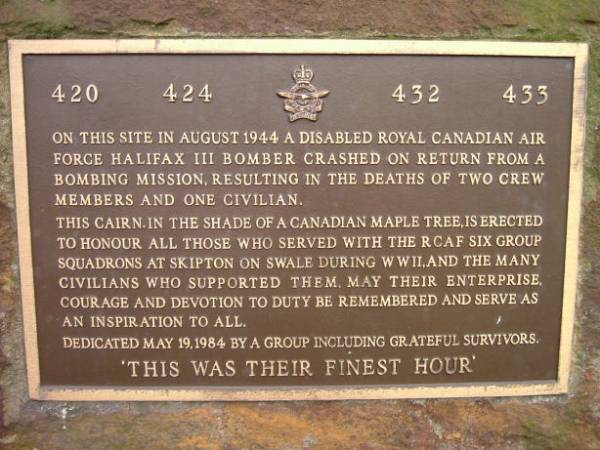 420 424 432 433
ON THIS SITE IN AUGUST 1944 A DISABLED ROYAL CANADIAN AIR
FORCE HALIFAX III BOMBER CRASHED ON RETURN FROM A
BOMBING MISSION, RESULTING IN THE DEATHS OF TWO CREW
MEMBERS AND ONE CIVILIAN.
THIS CAIRN. IN THE SHADE OF A CANADIAN MAPLE TREE, IS ERECTED
TO HONOUR ALL THOSE WHO SERVED WITH THE RCAF SIX GROUP
SQUADRONS AT SKIPTON ON SWALE DURING WWII, AND THE MANY
CIVILIANS WHO SUPPORTED THEM. MAY THEIR ENTERPRISE,
COURAGE AND DEVOTION TO DUTY BE REMEMBERED AND SERVE AS
AN INSPIRATION TO ALL.
DEDICATED MAY 19, 1984 BY A GROUP INCLUDING GRATEFUL SURVIVORS.
'THIS WAS THEIR FINEST HOUR'